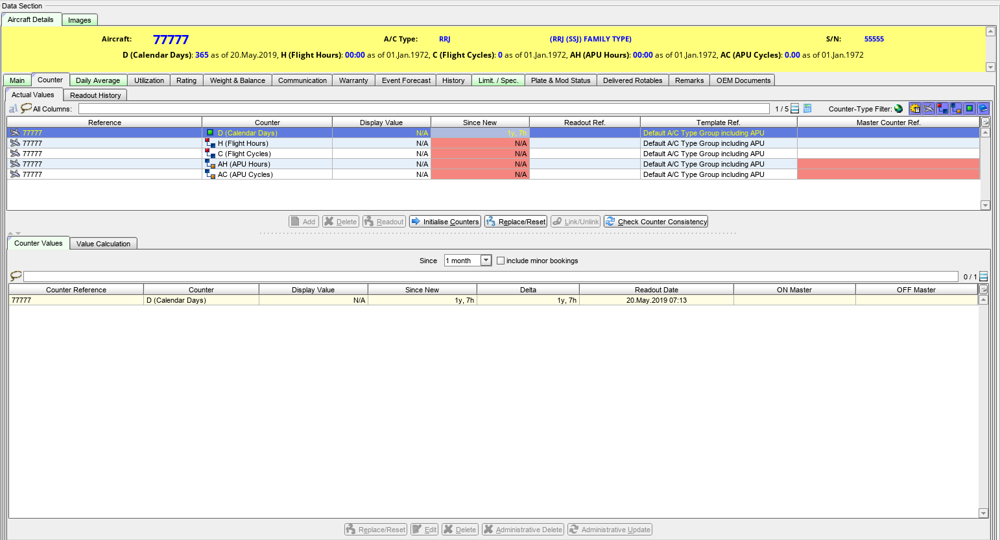 Data Section
Aircraft Details Images
Aircraft: 77777 A/C Type: RRJ (RRJ (SSJ) FAMILY TYPE) S/N: 55555
D (Calendar Days): 365 as of 20.May.2019, H (Flight Hours): 00:00 as of 01.Jan.1972, C (Flight Cycles): 0 as of 01.Jan.1972, AH (APU Hours): 00:00 as of 01.Jan.1972, AC (APU Cycles): 0.00 as of 01.Jan.1972
Main Counter Daily Average Utilization Rating Weight & Balance Communication Warranty Event Forecast History Limit. / Spec. Plate & Mod Status Delivered Rotables Remarks OEM Documents
Actual Values Readout History
All Columns: 1 / 5 Counter-Type Filter:
Reference Counter Display Value Since New Readout Ref. Template Ref. Master Counter Ref.
77777 D (Calendar Days) N/A 1y, 7h Default A/C Type Group including APU
77777 H (Flight Hours) N/A N/A Default A/C Type Group including APU
77777 C (Flight Cycles) N/A N/A Default A/C Type Group including APU
77777 AH (APU Hours) N/A N/A Default A/C Type Group including APU
77777 AC (APU Cycles) N/A N/A Default A/C Type Group including APU
Add Delete Readout Initialise Counters Replace/Reset Link/Unlink Check Counter Consistency
Counter Values Value Calculation
Since 1 month include minor bookings
0 / 1
Counter Reference Counter Display Value Since New Delta Readout Date ON Master OFF Master
77777 D (Calendar Days) N/A 1y, 7h 1y, 7h 20.May.2019 07:13
Replace/Reset Edit Delete Administrative Delete Administrative Update